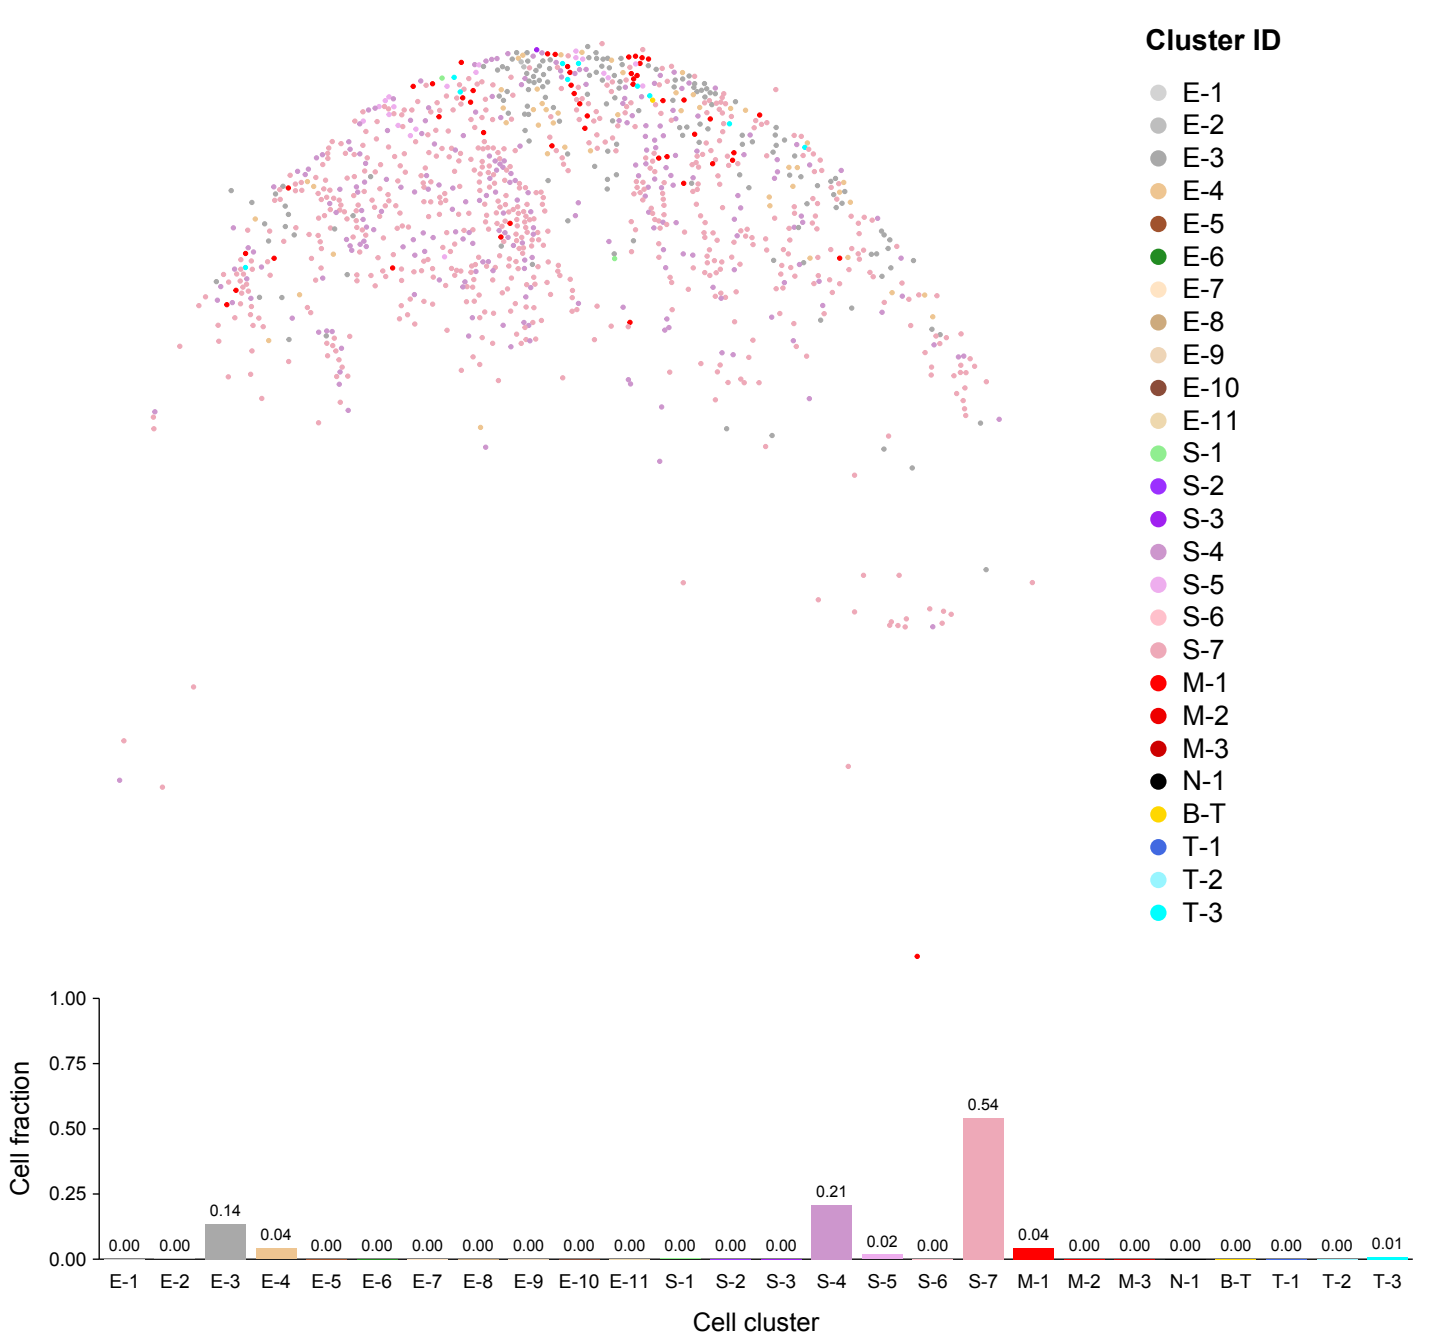 Cluster ID
E-1
E-2
E-3
E-4
E-5
E-6
E-7
E-8
E-9
E-10
E-11
S-1
S-2
S-3
S-4
S-5
S-6
S-7
M-1
M-2
M-3
N-1
B-T
T-1
T-2
T-3
1.00
0.75
0.50
0.25
0.00
Cell fraction
0.00 0.00 0.14 0.04 0.00 0.00 0.00 0.00 0.00 0.00 0.00 0.00 0.00 0.00 0.21 0.02 0.00 0.54 0.04 0.00 0.00 0.00 0.00 0.00 0.00 0.01
E-1 E-2 E-3 E-4 E-5 E-6 E-7 E-8 E-9 E-10 E-11 S-1 S-2 S-3 S-4 S-5 S-6 S-7 M-1 M-2 M-3 N-1 B-T T-1 T-2 T-3
Cell cluster